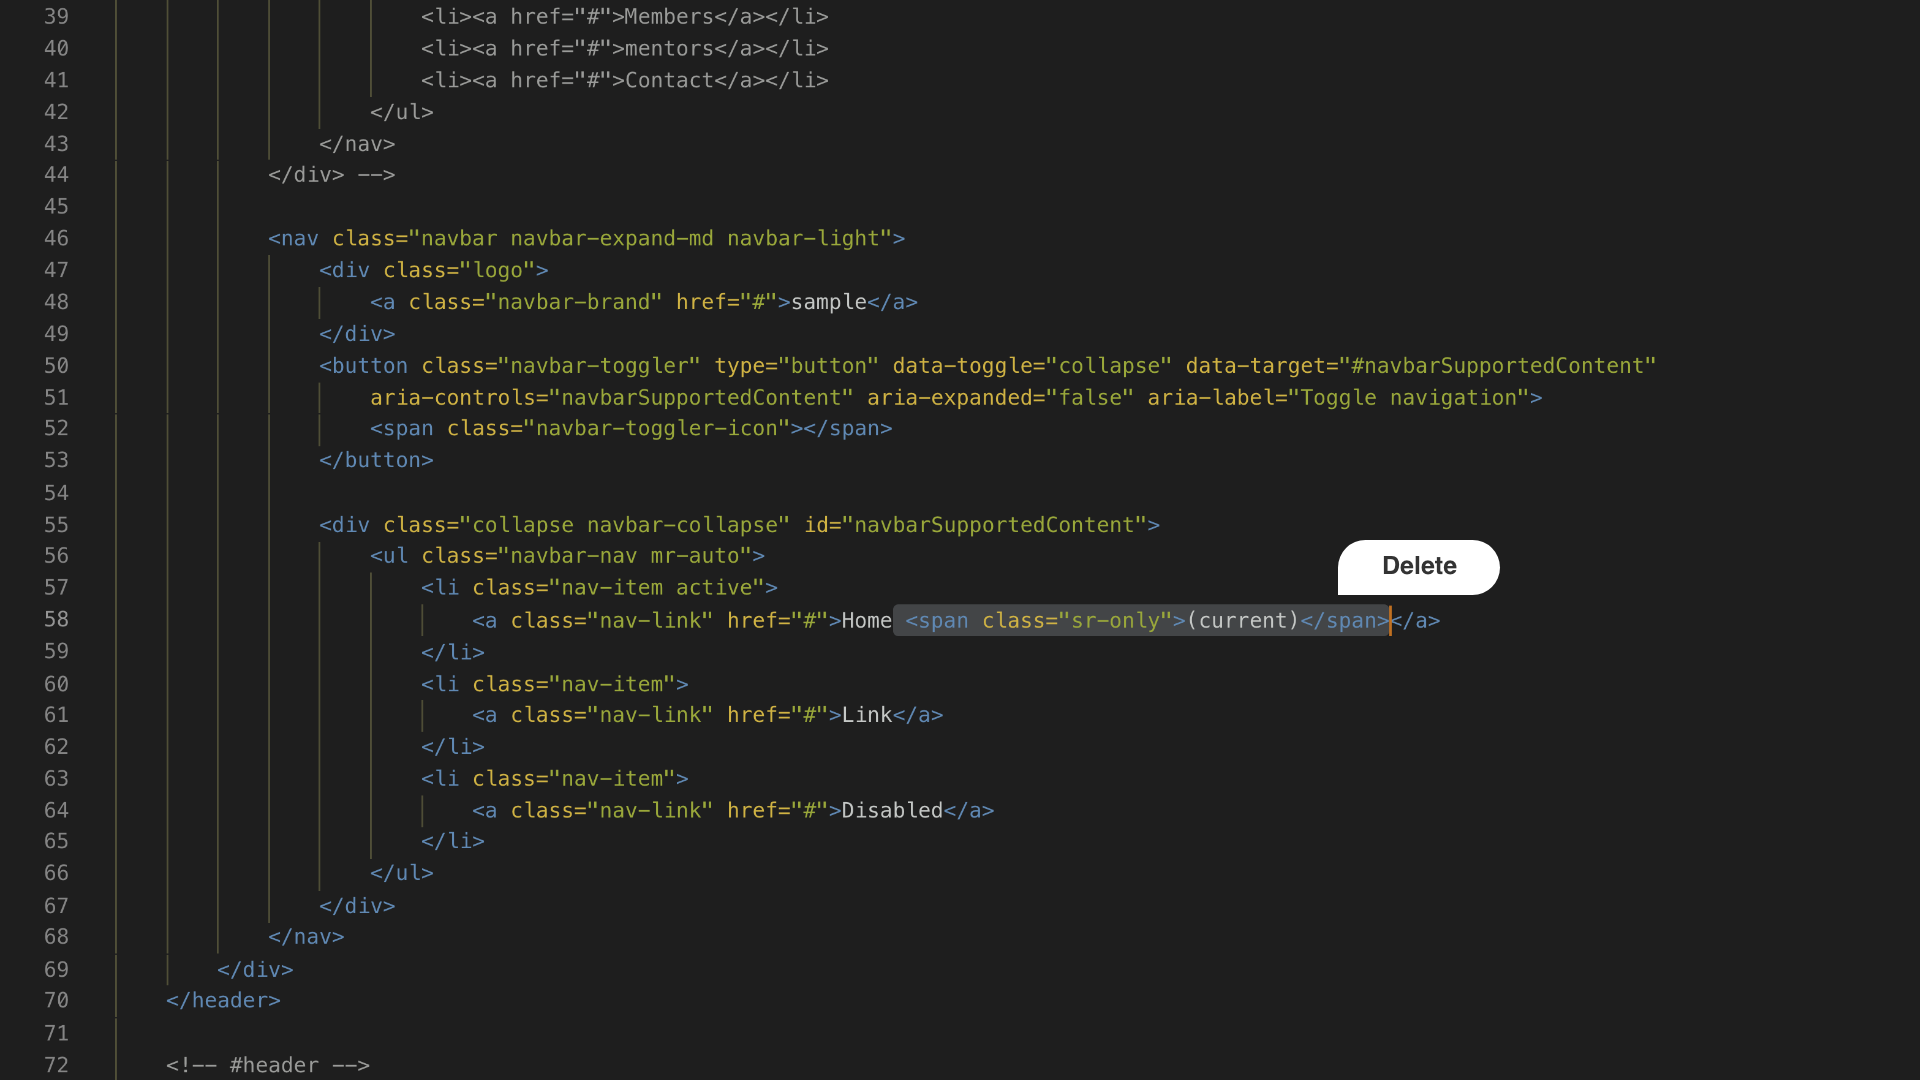 39 <li><a href="#">Members</a></li>
40 <li><a href="#">mentors</a></li>
41 <li><a href="#">Contact</a></li>
42 </ul>
43 </nav>
44 </div> -->
45
46 <nav class="navbar navbar-expand-md navbar-light">
47 <div class="logo">
48 <a class="navbar-brand" href="#">sample</a>
49 </div>
50 <button class="navbar-toggler" type="button" data-toggle="collapse" data-target="#navbarSupportedContent"
51 aria-controls="navbarSupportedContent" aria-expanded="false" aria-label="Toggle navigation">
52 <span class="navbar-toggler-icon"></span>
53 </button>
54
55 <div class="collapse navbar-collapse" id="navbarSupportedContent">
56 <ul class="navbar-nav mr-auto">
Delete
57 <li class="nav-item active">
58 <a class="nav-link" href="#">Home <span class="sr-only">(current)</span></a>
59 </li>
60 <li class="nav-item">
61 <a class="nav-link" href="#">Link</a>
62 </li>
63 <li class="nav-item">
64 <a class="nav-link" href="#">Disabled</a>
65 </li>
66 </ul>
67 </div>
68 </nav>
69 </div>
70 </header>
71
72 <!-- #header -->